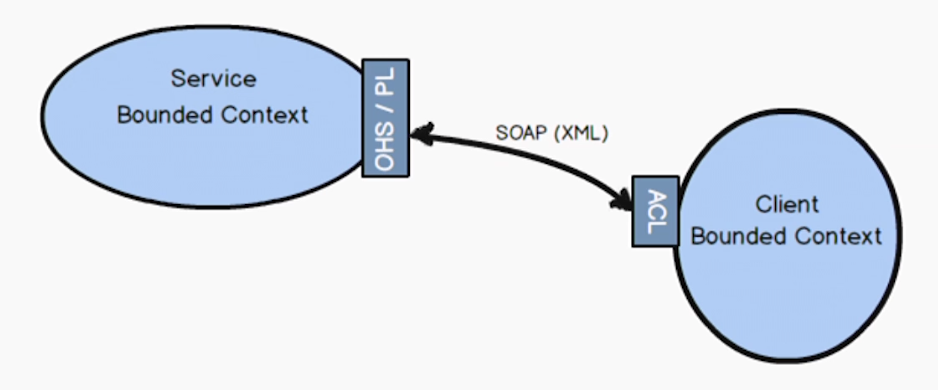 Service
Bounded Context
OHS / PL
SOAP (XML)
ACL
Client
Bounded Context